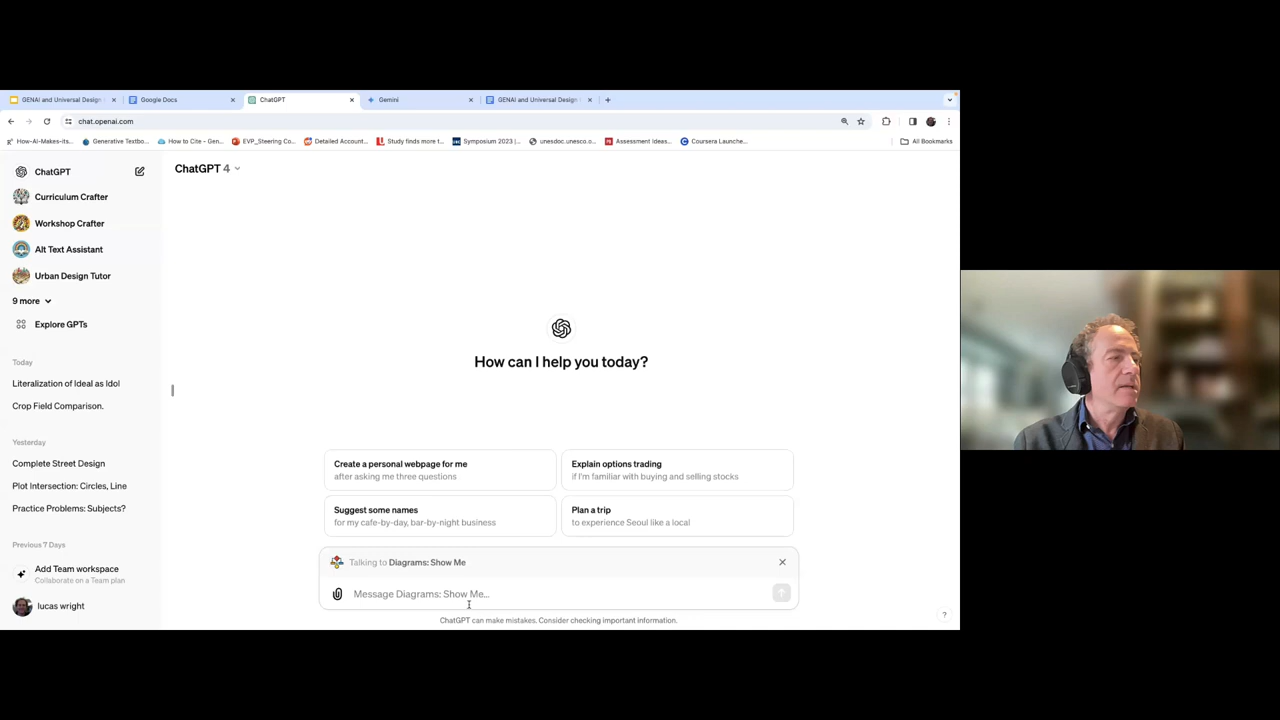 GENAI and Universal Design
Google Docs
ChatGPT
Gemini
GENAI and Universal Design
chat.openai.com
How-AI-Makes-its...
Generative Textbo...
How to Cite - Gen...
EVP_Steering Co...
Detailed Account...
Study finds more t...
Symposium 2023 |...
unesdoc.unesco.o...
Assessment Ideas...
Coursera Launche...
All Bookmarks
ChatGPT
Curriculum Crafter
Workshop Crafter
Alt Text Assistant
Urban Design Tutor
9 more
Explore GPTs
Today
Literalization of Ideal as Idol
Crop Field Comparison.
Yesterday
Complete Street Design
Plot Intersection: Circles, Line
Practice Problems: Subjects?
Previous 7 Days
Add Team workspace
Collaborate on a Team plan
lucas wright
ChatGPT 4
How can I help you today?
Create a personal webpage for me
after asking me three questions
Explain options trading
if I'm familiar with buying and selling stocks
Suggest some names
for my cafe-by-day, bar-by-night business
Plan a trip
to experience Seoul like a local
Talking to Diagrams: Show Me
Message Diagrams: Show Me...
ChatGPT can make mistakes. Consider checking important information.
?